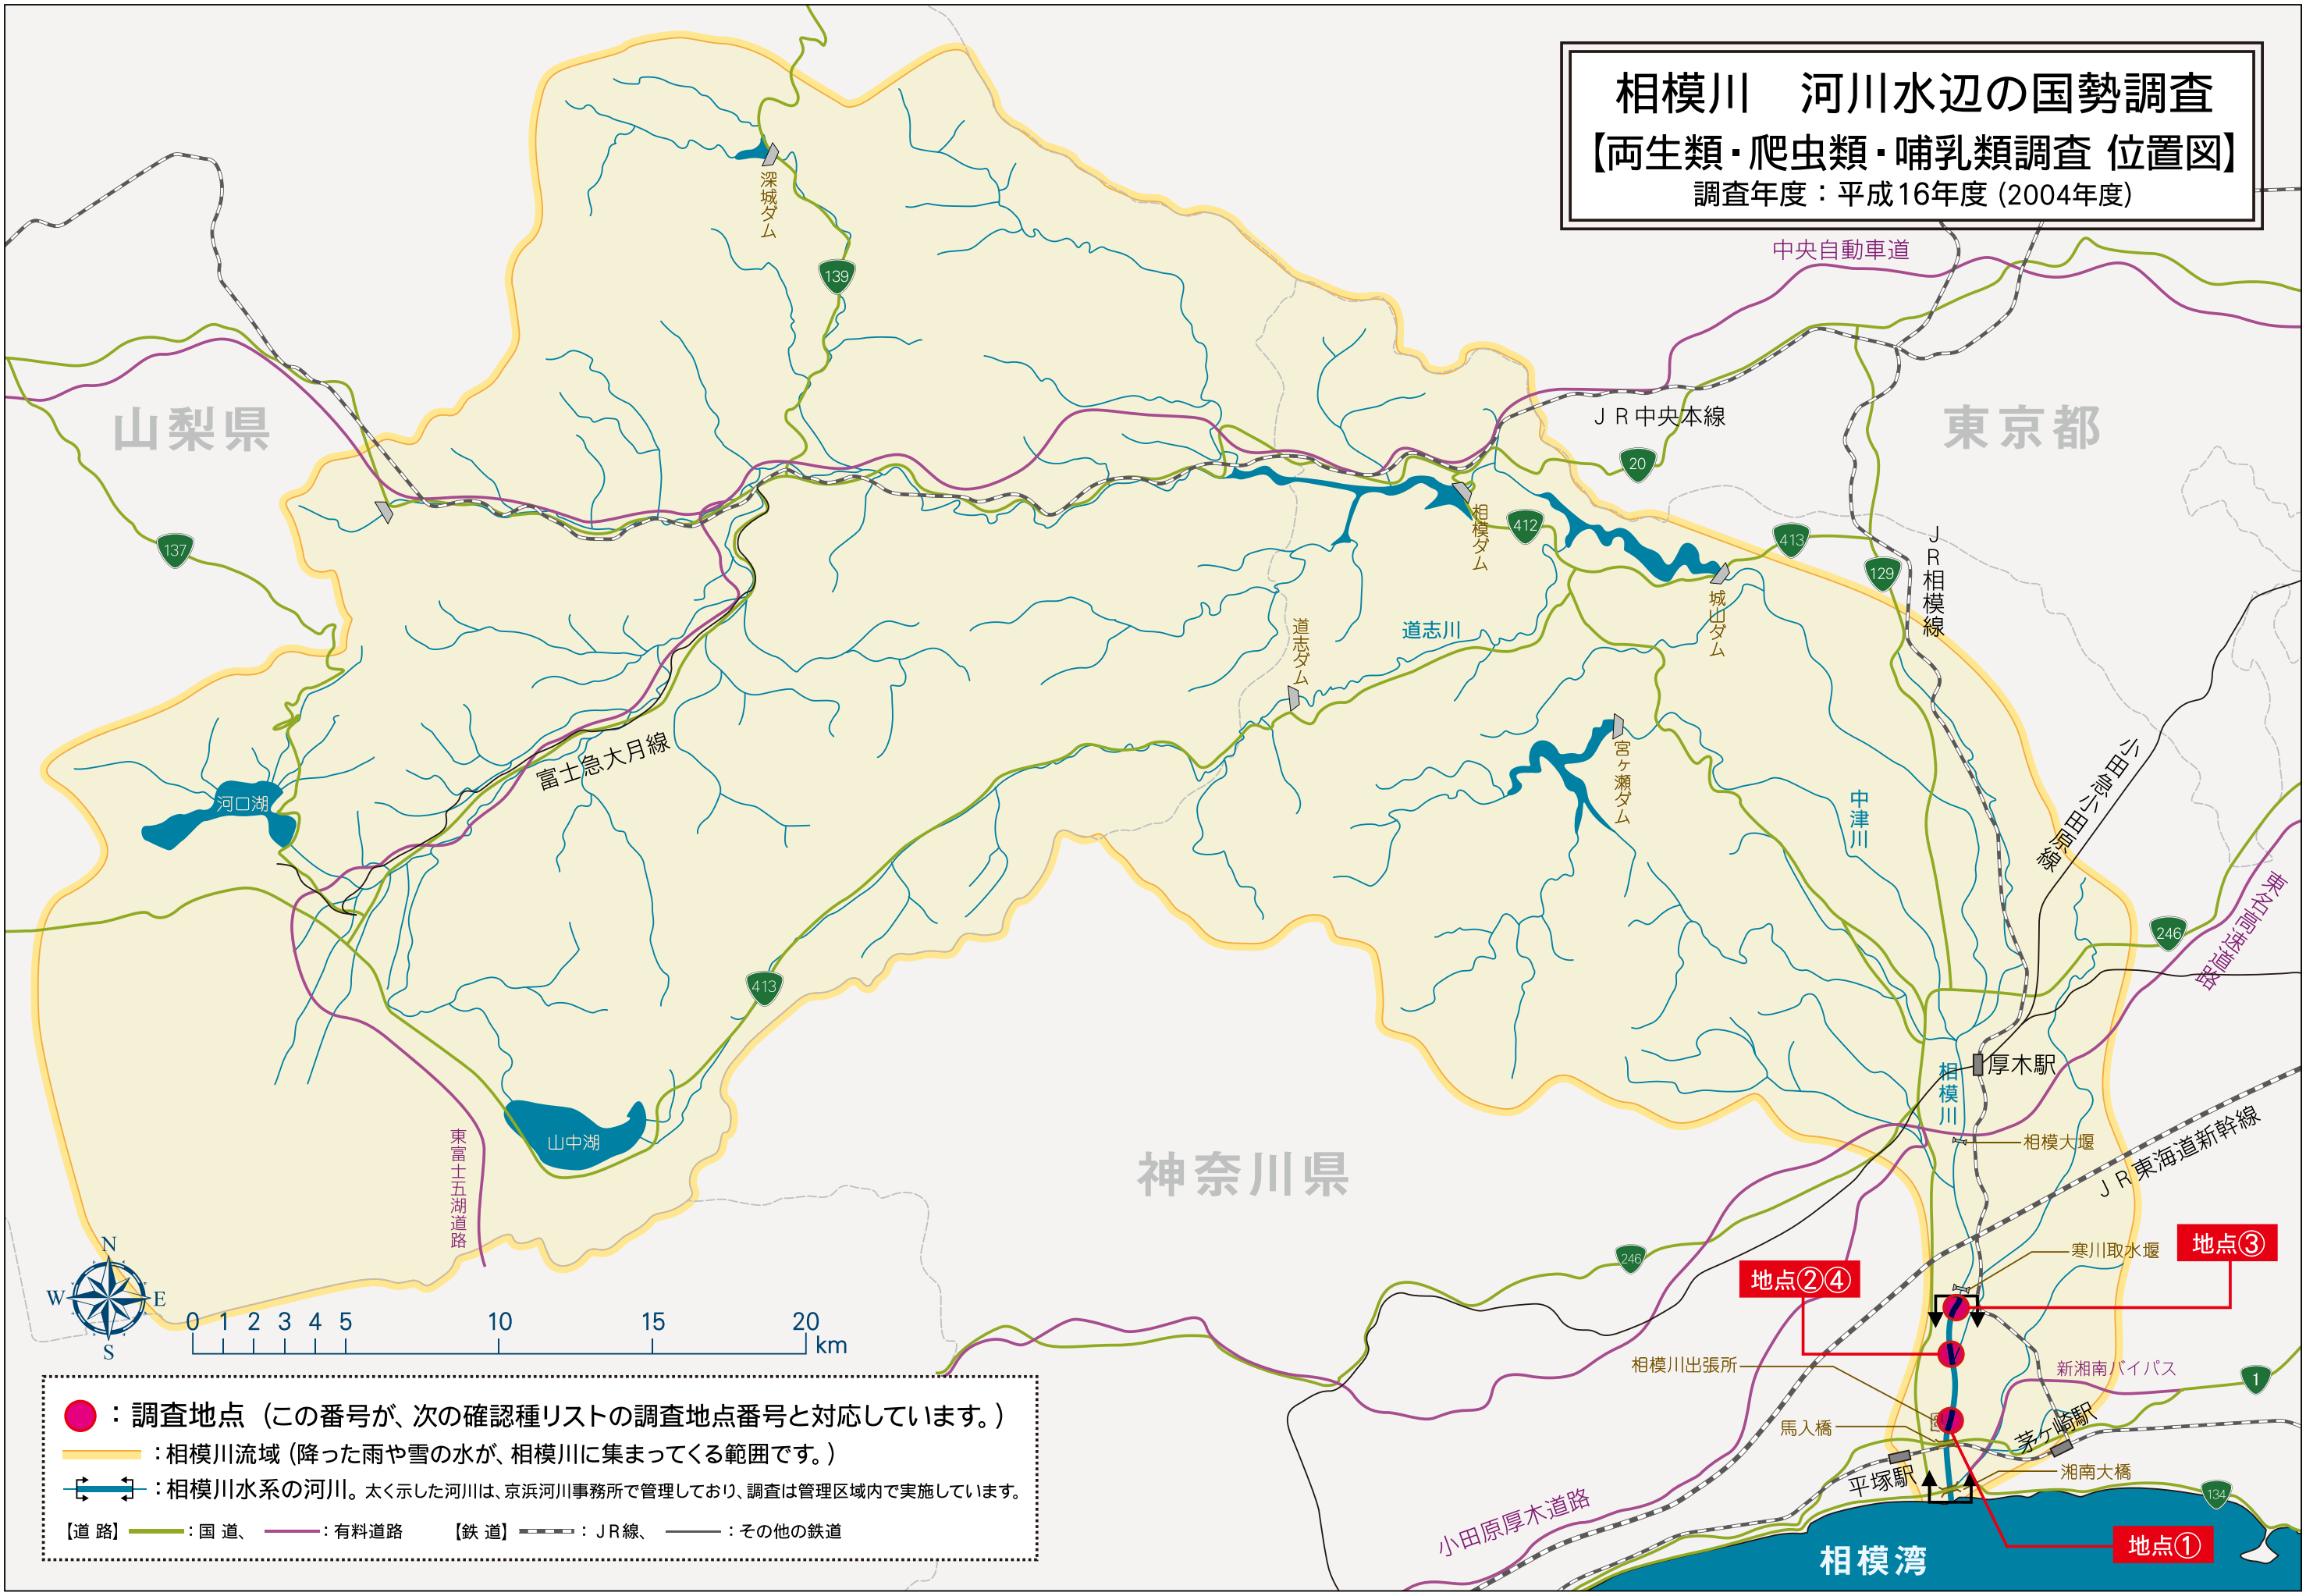 相模川　河川水辺の国勢調査
【両生類・爬虫類・哺乳類調査 位置図】
調査年度：平成16年度（2004年度）
中央自動車道
深城ダム
139
山梨県
東京都
ＪＲ中央本線
20
相模ダム
412
413
129
ＪＲ相模線
137
城山ダム
道志川
道志ダム
富士急大月線
宮ヶ瀬ダム
中津川
小田急小田原線
河口湖
東名高速道路
246
413
相模川
厚木駅
山中湖
東富士五湖道路
神奈川県
相模大堰
ＪＲ東海道新幹線
寒川取水堰
地点③
246
地点②④
N
W
E
S
0 1 2 3 4 5 10 15 20 km
相模川出張所
新湘南バイパス
1
馬入橋
茅ヶ崎駅
平塚駅
湘南大橋
134
小田原厚木道路
地点①
相模湾
：調査地点（この番号が、次の確認種リストの調査地点番号と対応しています。）
：相模川流域（降った雨や雪の水が、相模川に集まってくる範囲です。）
：相模川水系の河川。太く示した河川は、京浜河川事務所で管理しており、調査は管理区域内で実施しています。
【道 路】：国 道、：有料道路 【鉄 道】：ＪＲ線、：その他の鉄道